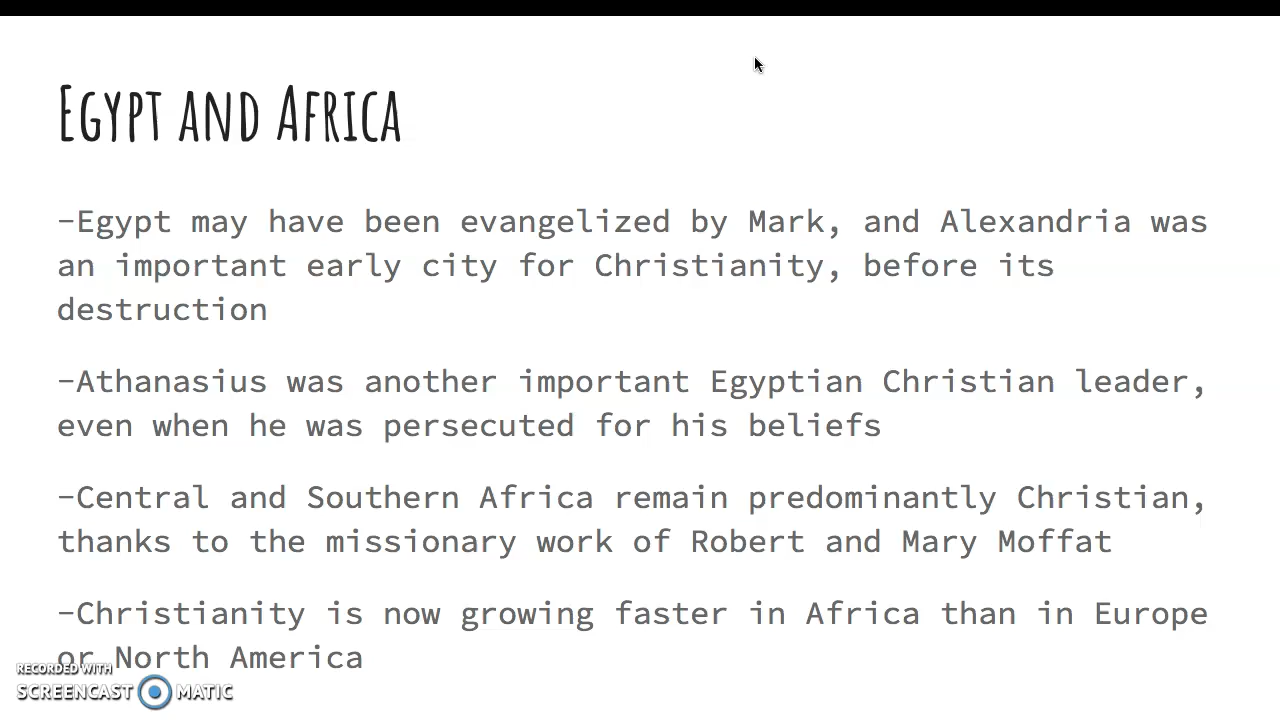 Egypt and Africa
-Egypt may have been evangelized by Mark, and Alexandria was
an important early city for Christianity, before its
destruction
-Athanasius was another important Egyptian Christian leader,
even when he was persecuted for his beliefs
-Central and Southern Africa remain predominantly Christian,
thanks to the missionary work of Robert and Mary Moffat
-Christianity is now growing faster in Africa than in Europe
or North America
RECORDED WITH
SCREENCAST MATIC